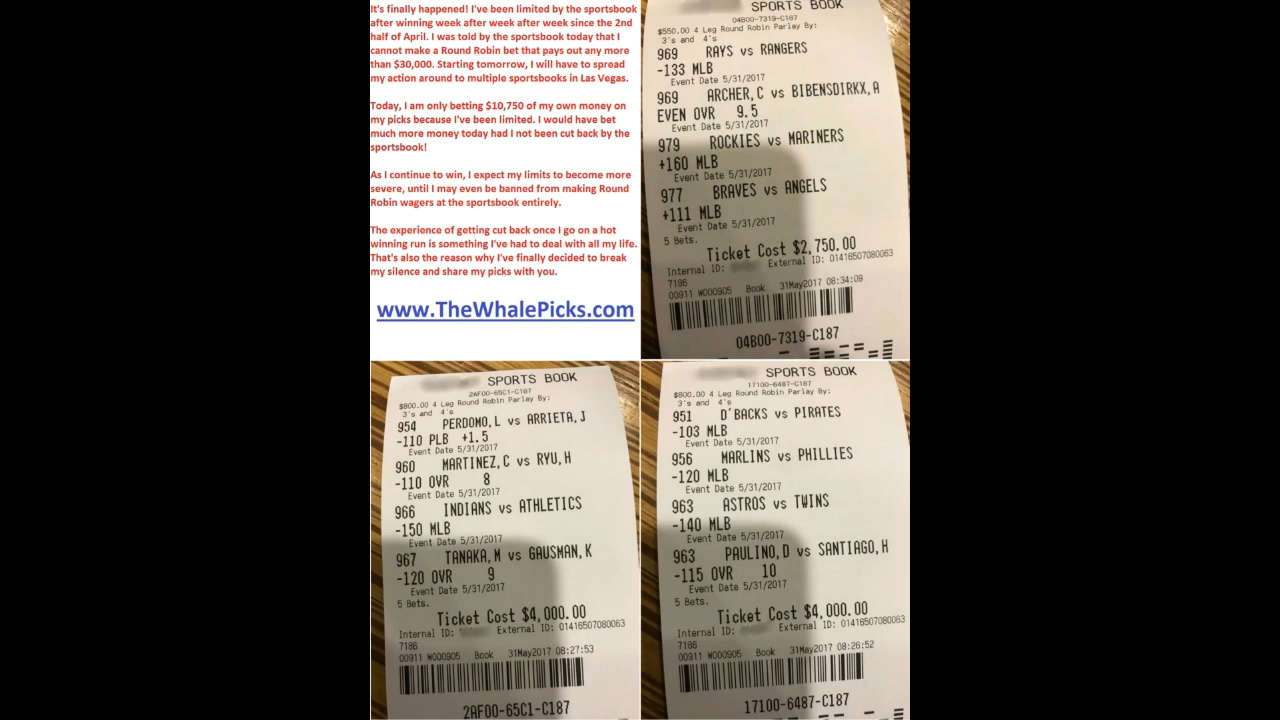 It's finally happened! I've been limited by the sportsbook
after winning week after week after week since the 2nd
half of April. I was told by the sportsbook today that I
cannot make a Round Robin bet that pays out any more
than $30,000. Starting tomorrow, I will have to spread
my action around to multiple sportsbooks in Las Vegas.
Today, I am only betting $10,750 of my own money on
my picks because I've been limited. I would have bet
much more money today had I not been cut back by the
sportsbook!
As I continue to win, I expect my limits to become more
severe, until I may even be banned from making Round
Robin wagers at the sportsbook entirely.
The experience of getting cut back once I go on a hot
winning run is something I've had to deal with all my life.
That's also the reason why I've finally decided to break
my silence and share my picks with you.
www.TheWhalePicks.com
SPORTS BOOK
04B00-7319-C187
$550.00 4 Leg Round Robin Parlay By:
3's and 4's
969 RAYS vs RANGERS
-133 MLB
Event Date 5/31/2017
969 ARCHER,C vs BIBENSDIRKX,A
EVEN OVR 9.5
Event Date 5/31/2017
979 ROCKIES vs MARINERS
+160 MLB
Event Date 5/31/2017
977 BRAVES vs ANGELS
+111 MLB
Event Date 5/31/2017
5 Bets.
Ticket Cost $2,750.00
Internal ID: External ID: 01416507080063
7186
00911 W000905 Book 31May2017 08:34:09
04B00-7319-C187
SPORTS BOOK
2AF00-65C1-C187
$800.00 4 Leg Round Robin Parlay By:
3's and 4's
954 PERDOMO,L vs ARRIETA,J
-110 PLB +1.5
Event Date 5/31/2017
960 MARTINEZ,C vs RYU,H
-110 OVR 8
Event Date 5/31/2017
966 INDIANS vs ATHLETICS
-150 MLB
Event Date 5/31/2017
967 TANAKA,M vs GAUSMAN,K
-120 OVR 9
Event Date 5/31/2017
5 Bets.
Ticket Cost $4,000.00
Internal ID: External ID: 01416507080063
7186
00911 W000905 Book 31May2017 08:27:53
2AF00-65C1-C187
SPORTS BOOK
17100-6487-C187
$800.00 4 Leg Round Robin Parlay By:
3's and 4's
951 D'BACKS vs PIRATES
-103 MLB
Event Date 5/31/2017
956 MARLINS vs PHILLIES
-120 MLB
Event Date 5/31/2017
963 ASTROS vs TWINS
-140 MLB
Event Date 5/31/2017
963 PAULINO,D vs SANTIAGO,H
-115 OVR 10
Event Date 5/31/2017
5 Bets.
Ticket Cost $4,000.00
Internal ID: External ID: 01416507080063
7186
00911 W000905 Book 31May2017 08:26:52
17100-6487-C187